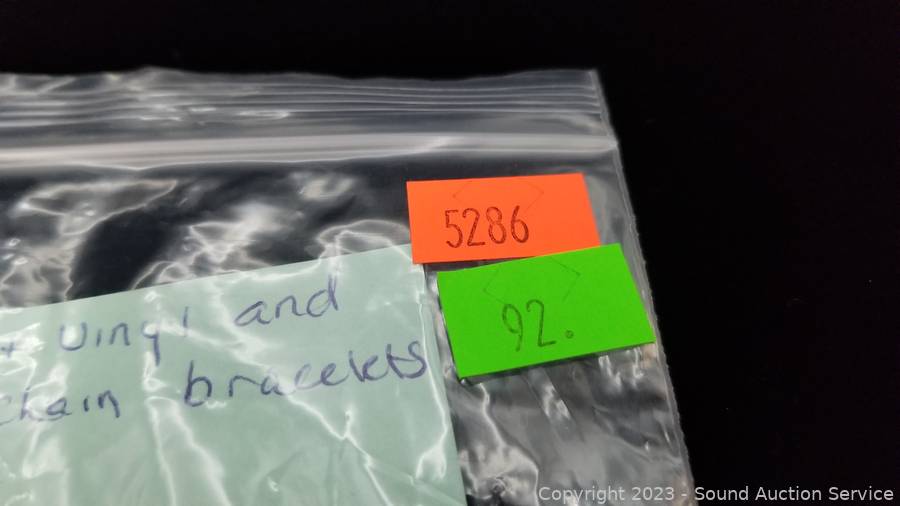 5286
92.
Vinyl and
chain bracelets
Copyright 2023 - Sound Auction Service